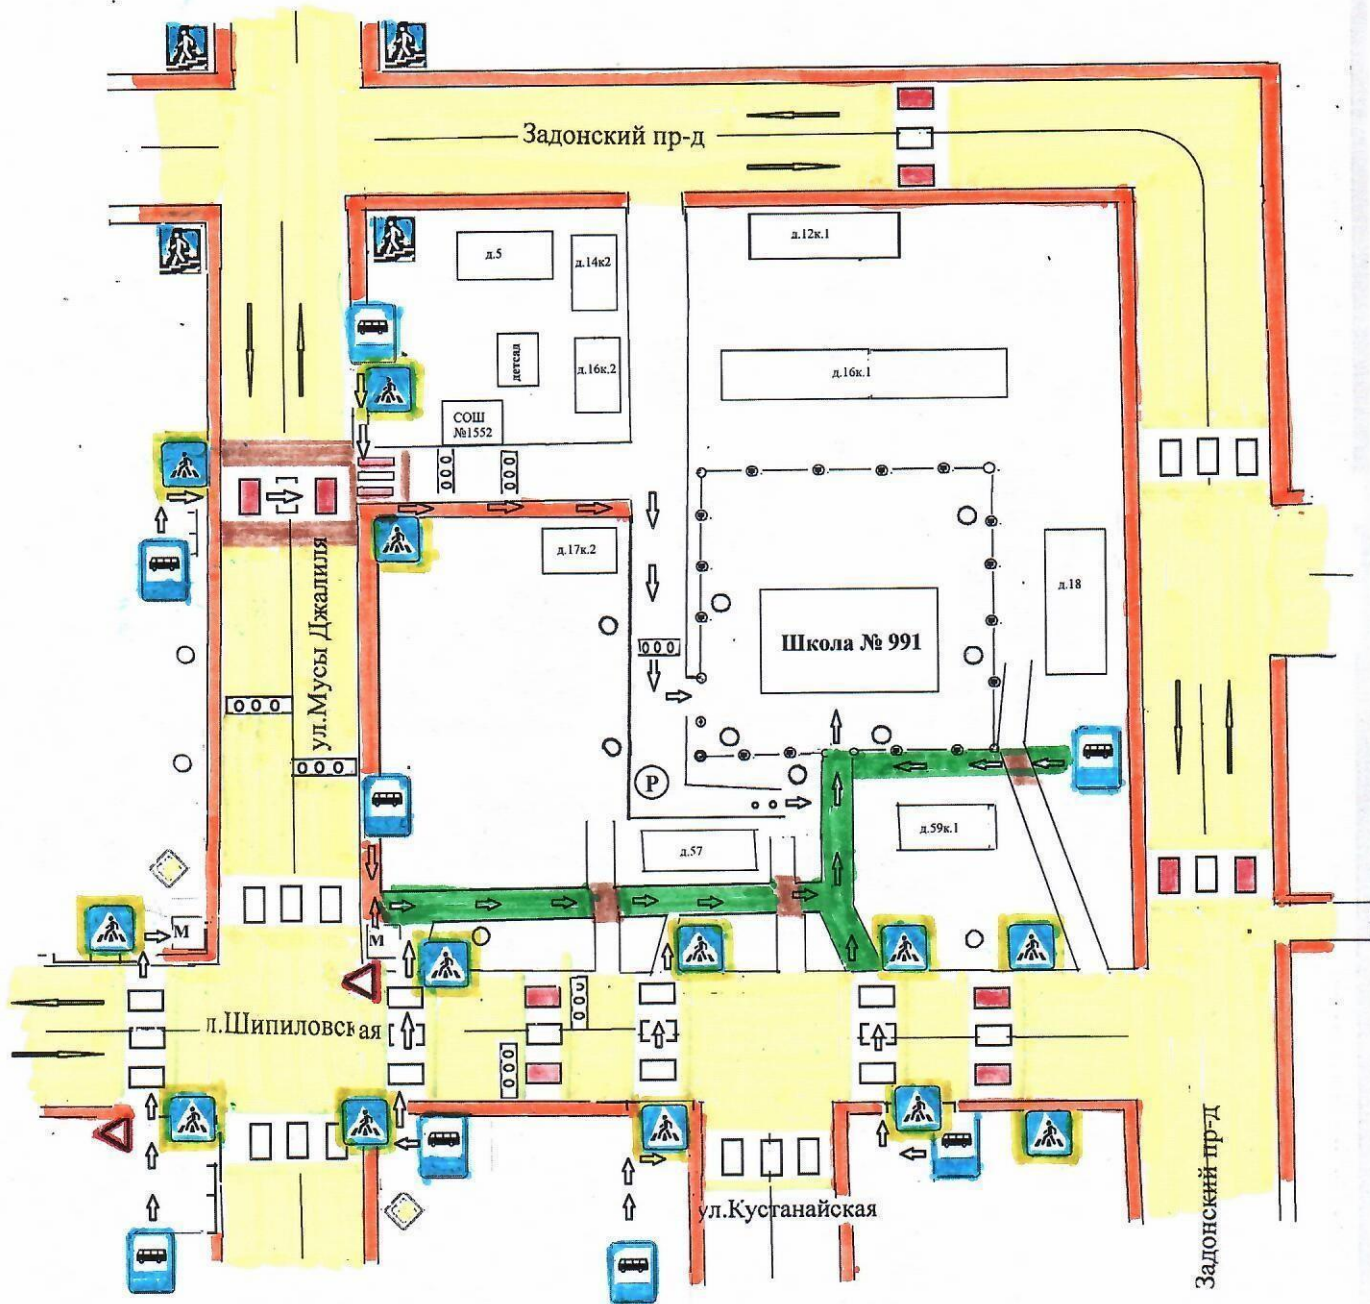 Задонский пр-д
д.12к.1
д.5
д.14к2
детсад
д.16к.2
д.16к.1
СОШ
№1552
д.17к.2
д.18
ул.Мусы Джалиля
Школа № 991
P
д.59к.1
д.57
м
м
л.Шипиловская
ул.Кустанайская
Задонский пр-д